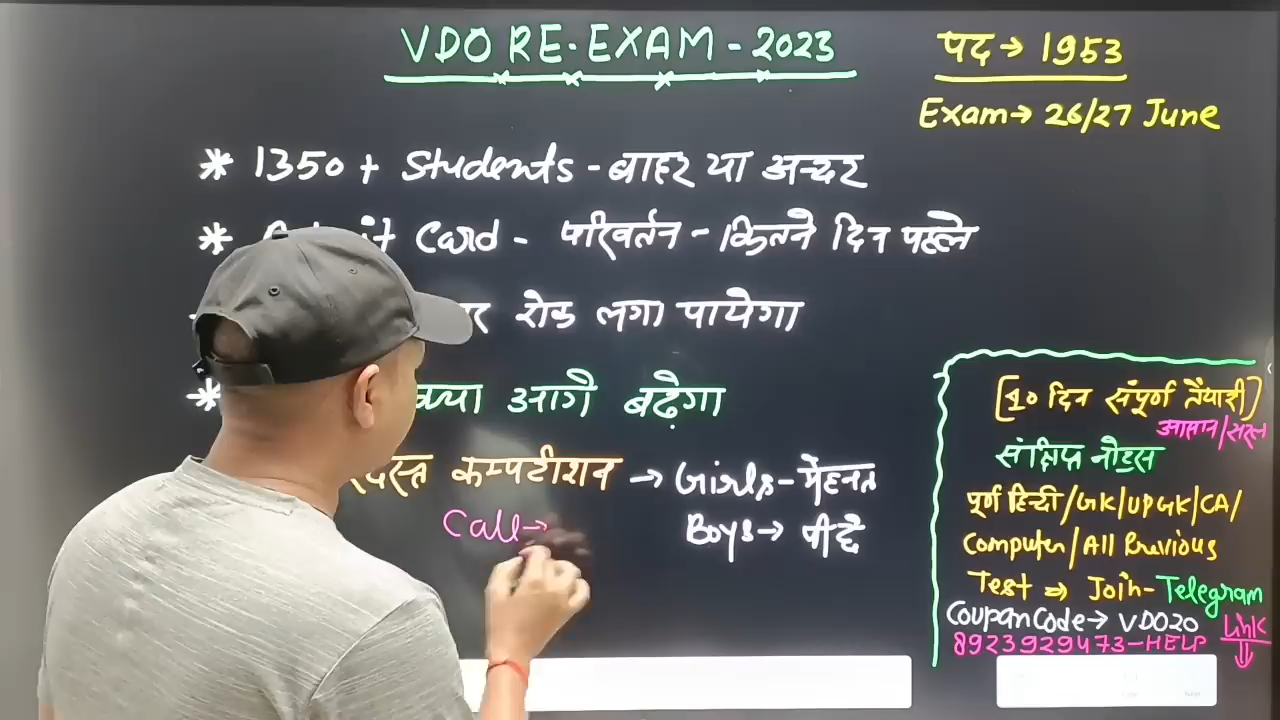 VDO RE-EXAM - 2023
पद → 1953
Exam → 26/27 June
* 1350 + Students - बाहर या अन्दर
* Card - परिवर्तन - कितने दिन पहले
रोक लगा पायेगा
* आगे बढ़ेगा
कम्पटीशन → Girls - मेहनत
Call → Boys → पीछे
[10 दिन संपूर्ण तैयारी]
आसान/सरल
संक्षिप्त नोट्स
पूर्ण हिन्दी/GK/UPGK/CA/
Computer/All Previous
Test ⇒ Join - Telegram
Coupan Code → VDO20
8923929473-HELP Link